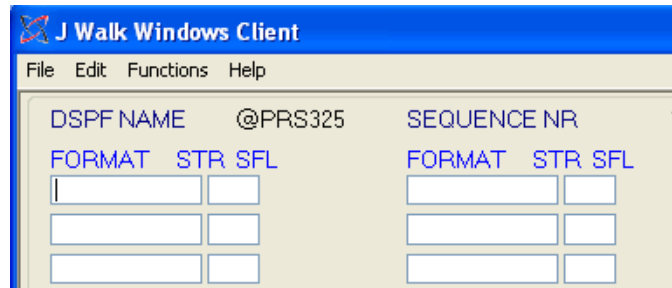 J Walk Windows Client
File Edit Functions Help
DSPF NAME @PRS325 SEQUENCE NR
FORMAT STR SFL FORMAT STR SFL